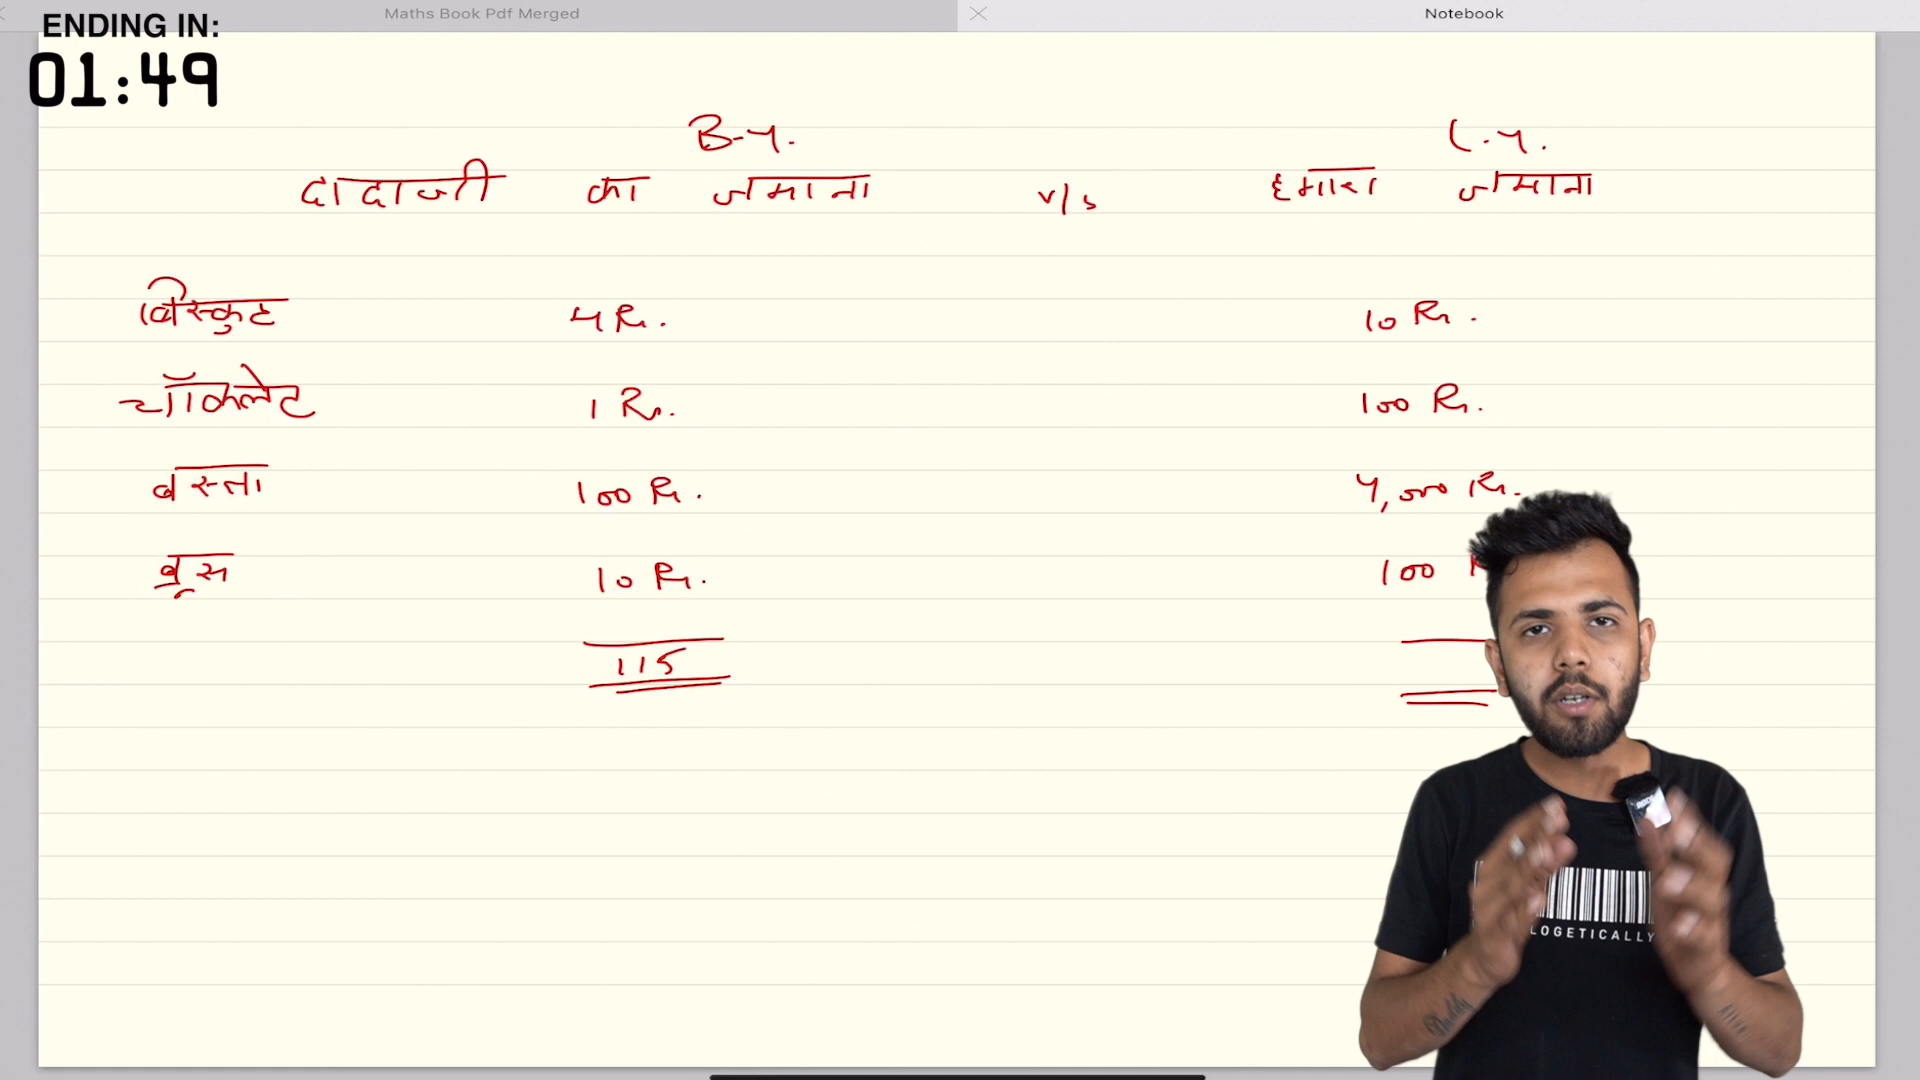 Maths Book Pdf Merged Notebook
ENDING IN:
01:49
B.Y. C.Y.
दादाजी का जमाना v/s हमारा जमाना
बिस्कुट 4 Rs. 10 Rs.
चॉकलेट 1 Rs. 100 Rs.
बस्ता 100 Rs. 4,000 Rs.
ब्रुस 10 Rs. 100
115
LOGETICALLY